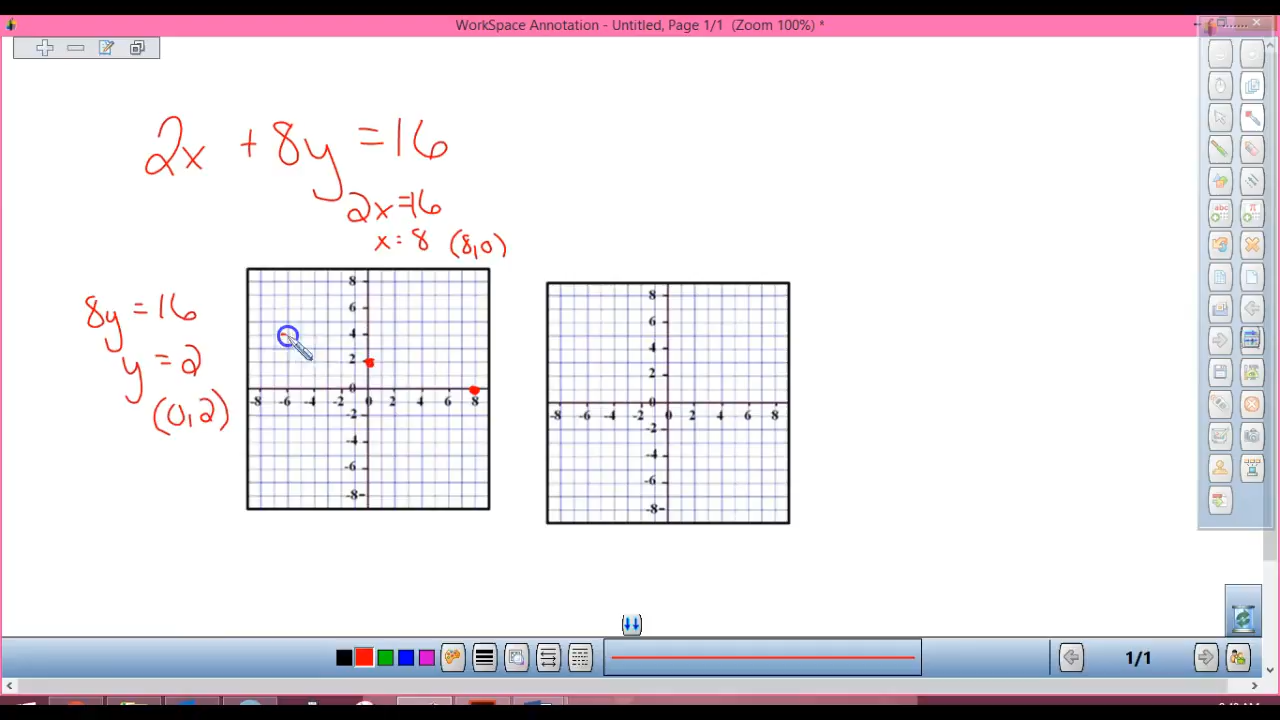 WorkSpace Annotation - Untitled, Page 1/1 (Zoom 100%) *
2x + 8y = 16
2x = 16
x = 8 (8,0)
8y = 16
y = 2
(0,2)
8
6
4
2
0
-8 -6 -4 -2 0 2 4 6 8
-2
-4
-6
-8
8
6
4
2
0
-8 -6 -4 -2 0 2 4 6 8
-2
-4
-6
-8
abc
π
1/1